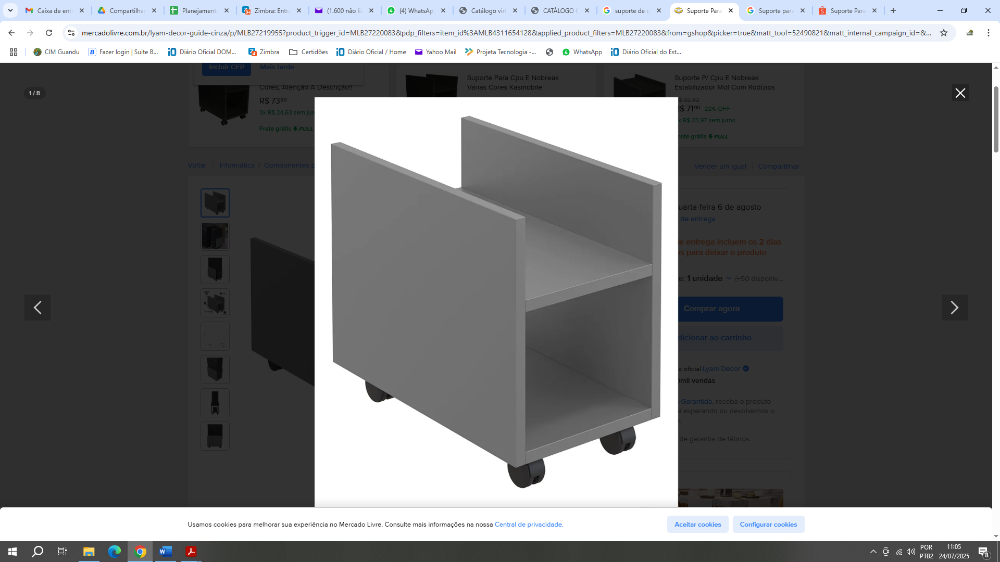 Caixa de entr
Compartilha
Planejament
Zimbra: Entra
(1.600 não lid
(4) WhatsAp
Catálogo virt
CATÁLOGO C
suporte de c
Suporte Para
Suporte para
Suporte Para
mercadolivre.com.br/lyam-decor-guide-cinza/p/MLB27219955?product_trigger_id=MLB27220083&pdp_filters=item_id%3AMLB4311654128&applied_product_filters=MLB27220083&from=gshop&picker=true&matt_tool=52490821&matt_internal_campaign_id=&...
CIM Guandu
Fazer login | Suite B...
Diário Oficial DOM...
Zimbra
Certidões
Diário Oficial / Home
Yahoo Mail
Projeta Tecnologia -...
WhatsApp
Diário Oficial do Est...
Incluir CEP
Mais tarde
1 / 8
Cores, Atenção A Descrição!!
R$ 73⁹⁰
3x R$ 24,63 sem jur
Frete grátis FULL
Suporte Para Cpu E Nobreak
Várias Cores Kasmobile
Suporte P/ Cpu E Nobreak
Estabilizador Mdf Com Rodízios
$ 92,82
$ 71⁹⁰ 22% OFF
x R$ 23,97 sem juros
rete grátis FULL
Voltar
Informática
Componentes p
Vender um igual
Compartilhar
uarta-feira 6 de agosto
de entrega
e entrega incluem os 2 dias
s para deixar o produto
e: 1 unidade (+50 disponív...
Comprar agora
dicionar ao carrinho
a oficial Lyam Decor
0mil vendas
Garantida, receba o produto
á esperando ou devolvemos o
de garantia de fábrica.
Usamos cookies para melhorar sua experiência no Mercado Livre. Consulte mais informações na nossa Central de privacidade.
Aceitar cookies
Configurar cookies
POR
PTB2
11:05
24/07/2025
8